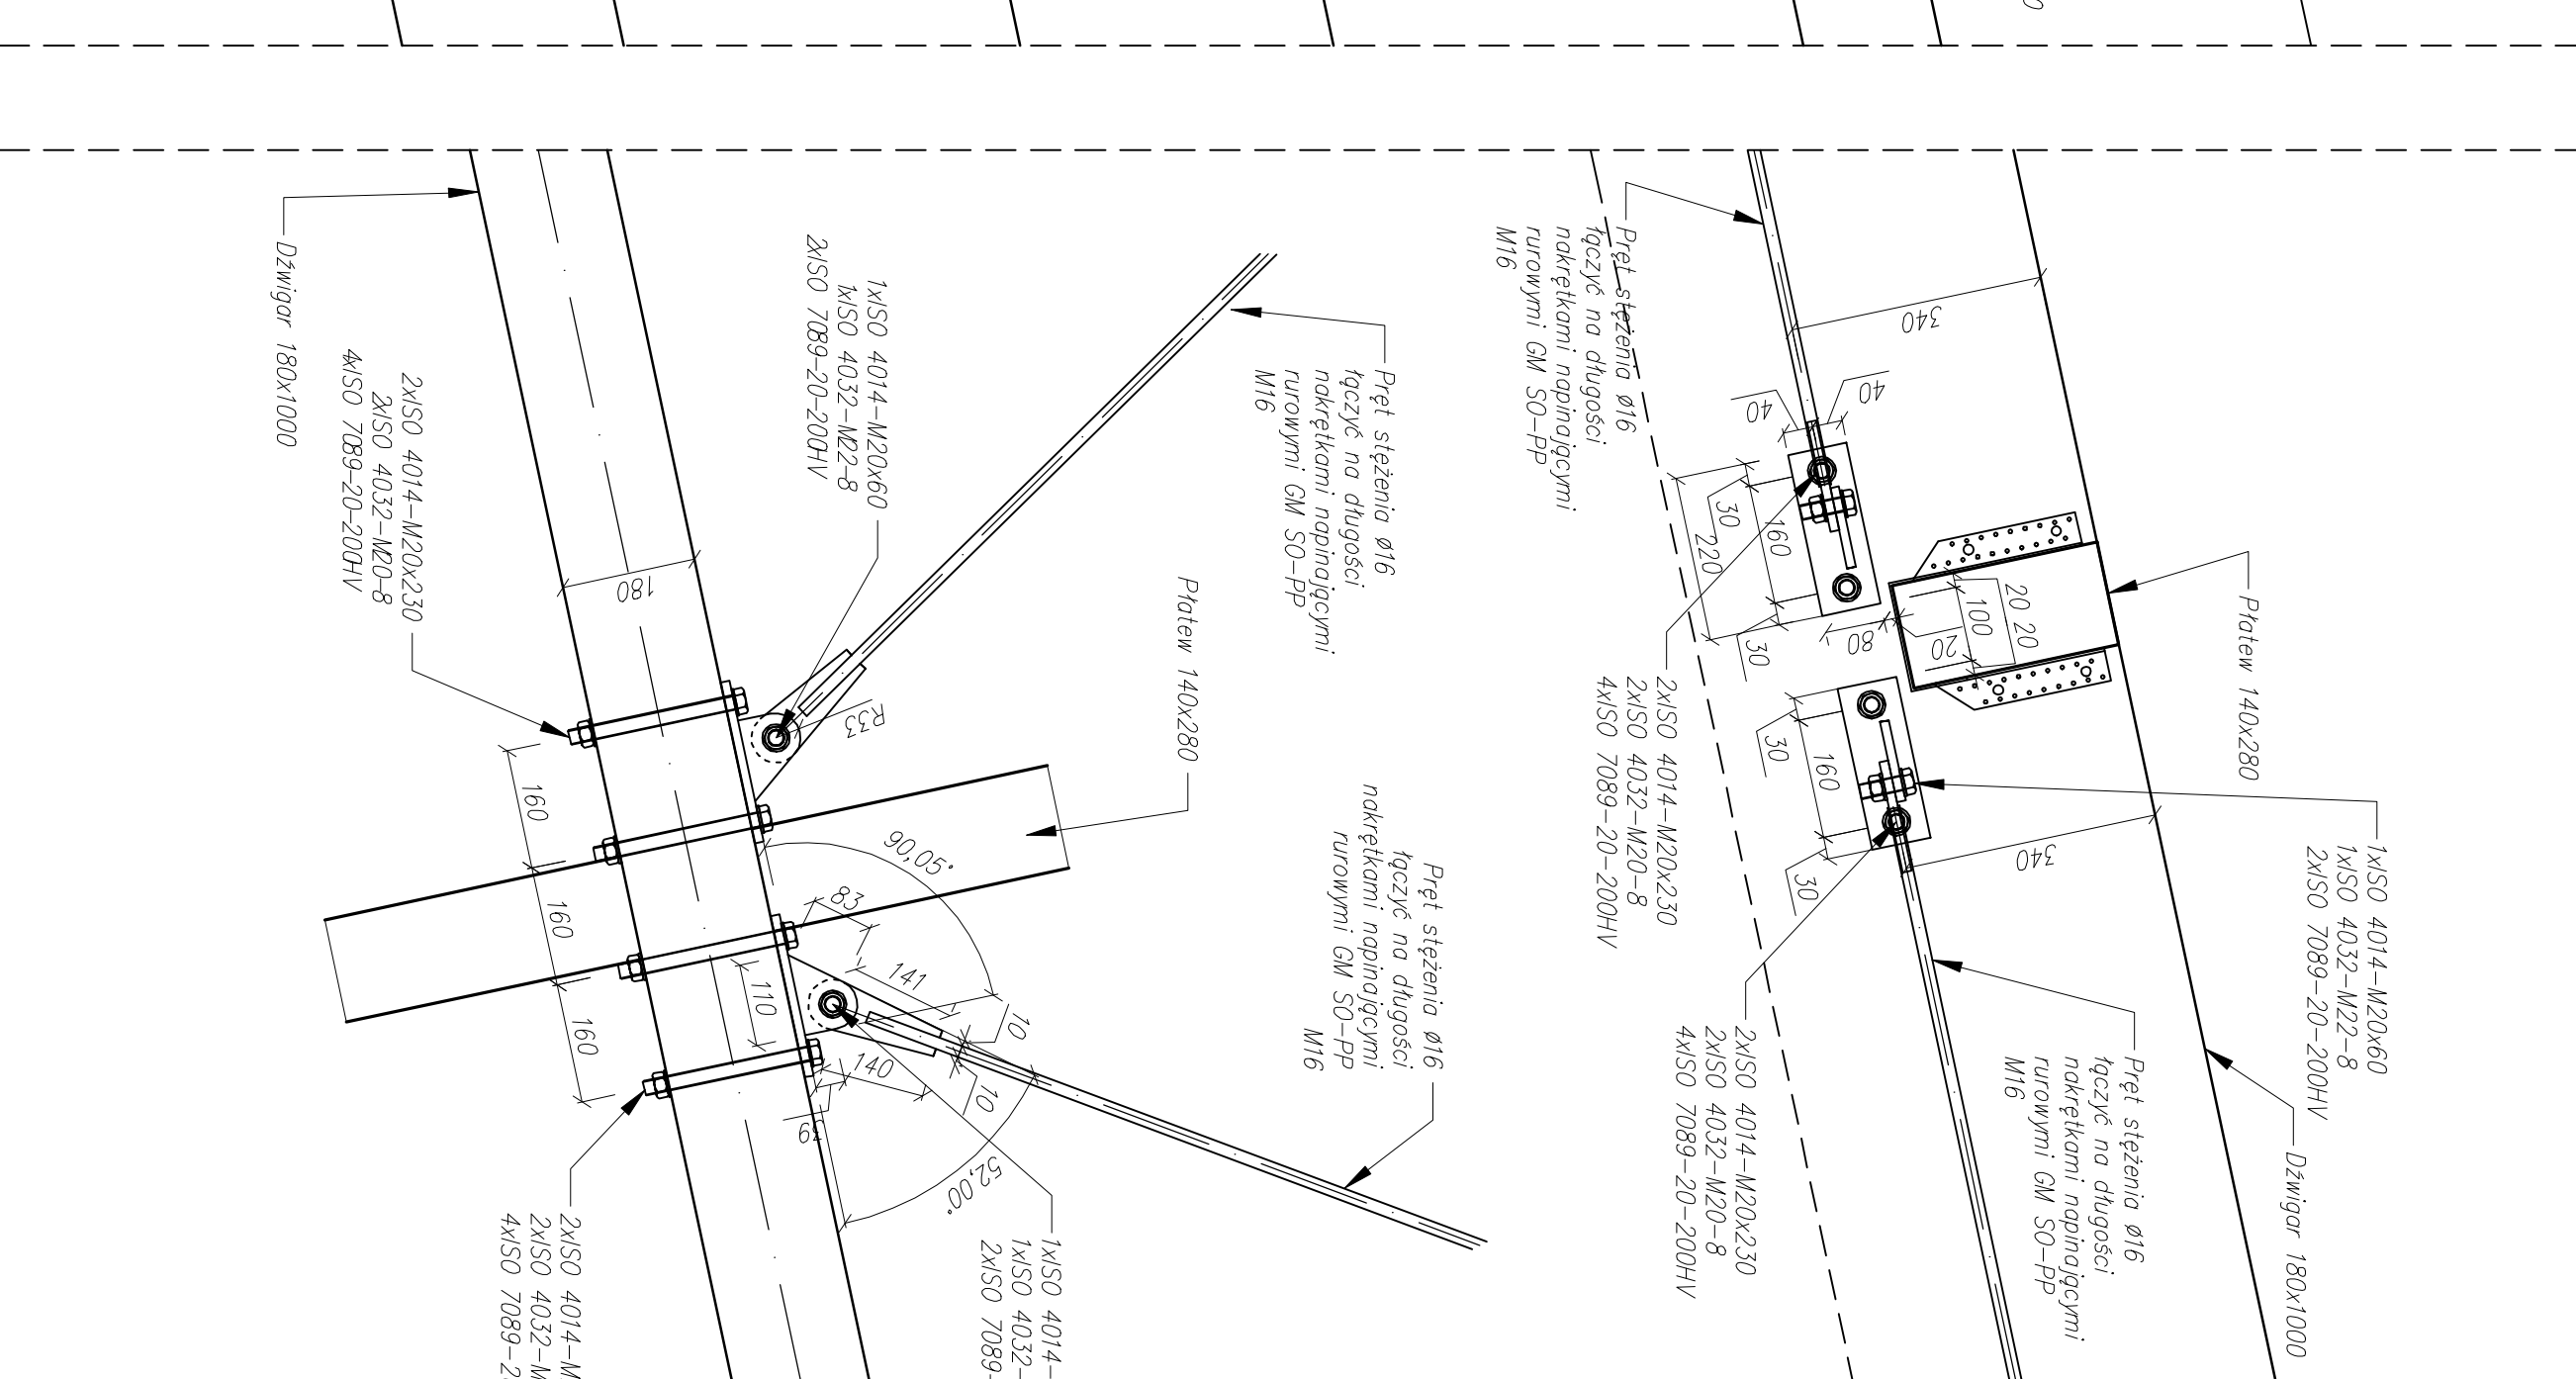 Dźwigar 180x1000
2xISO 4014-M20x230
2xISO 4032-M20-8
4xISO 7089-20-200HV
1xISO 4014-M20x60
1xISO 4032-M22-8
2xISO 7089-20-200HV
Pręt stężenia ø16
łączyć na długości
nakrętkami napinającymi
rurowymi GM SO-PP
M16
Pręt stężenia ø16
łączyć na długości
nakrętkami napinającymi
rurowymi GM SO-PP
M16
340
40
40
30
160
220
30
80
20
100
20 20
Płatew 140x280
2xISO 4014-M20x230
2xISO 4032-M20-8
4xISO 7089-20-200HV
30
160
30
340
1xISO 4014-M20x60
1xISO 4032-M22-8
2xISO 7089-20-200HV
Dźwigar 180x1000
Pręt stężenia ø16
łączyć na długości
nakrętkami napinającymi
rurowymi GM SO-PP
M16
2xISO 4014-M20x230
2xISO 4032-M20-8
4xISO 7089-20-200HV
Płatew 140x280
180
R33
160
160
160
90,05°
83
141
110
10
10
140
39
52,00°
Pręt stężenia ø16
łączyć na długości
nakrętkami napinającymi
rurowymi GM SO-PP
M16
1xISO 4014-
1xISO 4032-
2xISO 7089-
2xISO 4014-M
2xISO 4032-M
4xISO 7089-2